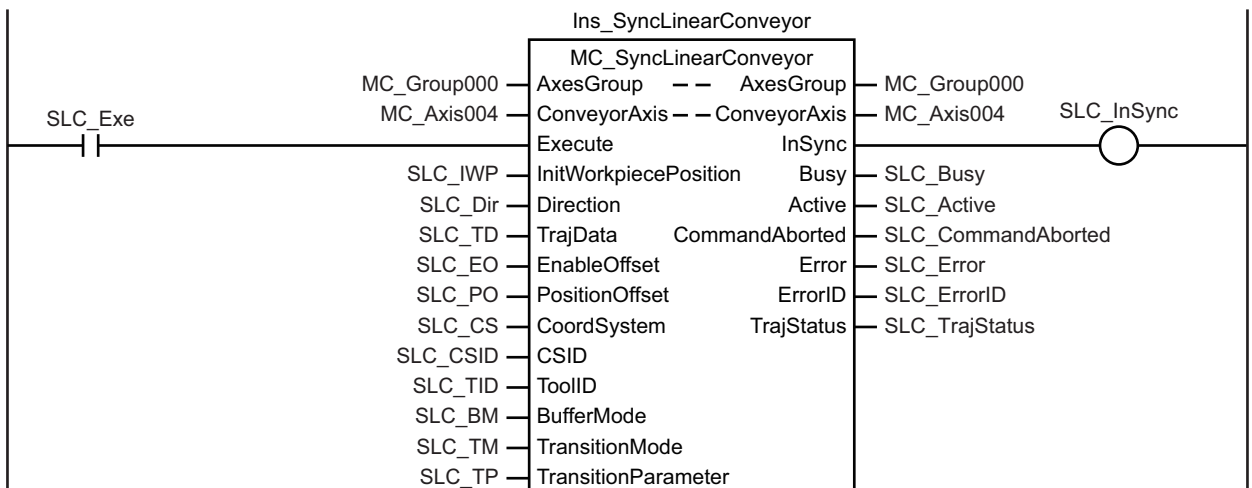 Ins_SyncLinearConveyor
MC_SyncLinearConveyor
MC_Group000 AxesGroup AxesGroup MC_Group000
MC_Axis004 ConveyorAxis ConveyorAxis MC_Axis004
SLC_Exe SLC_InSync
Execute InSync
SLC_IWP InitWorkpiecePosition Busy SLC_Busy
SLC_Dir Direction Active SLC_Active
SLC_TD TrajData CommandAborted SLC_CommandAborted
SLC_EO EnableOffset Error SLC_Error
SLC_PO PositionOffset ErrorID SLC_ErrorID
SLC_CS CoordSystem TrajStatus SLC_TrajStatus
SLC_CSID CSID
SLC_TID ToolID
SLC_BM BufferMode
SLC_TM TransitionMode
SLC_TP TransitionParameter